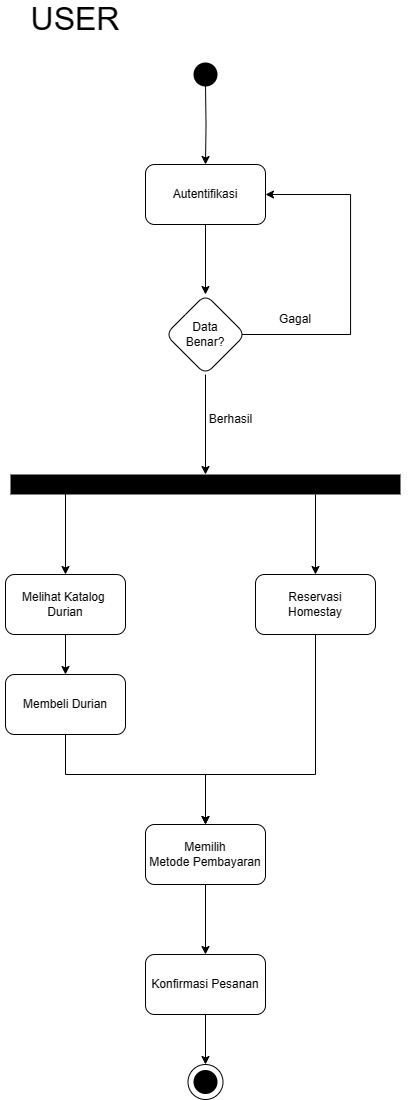 USER
Autentifikasi
Data
Benar?
Gagal
Berhasil
Melihat Katalog
Durian
Reservasi
Homestay
Membeli Durian
Memilih
Metode Pembayaran
Konfirmasi Pesanan